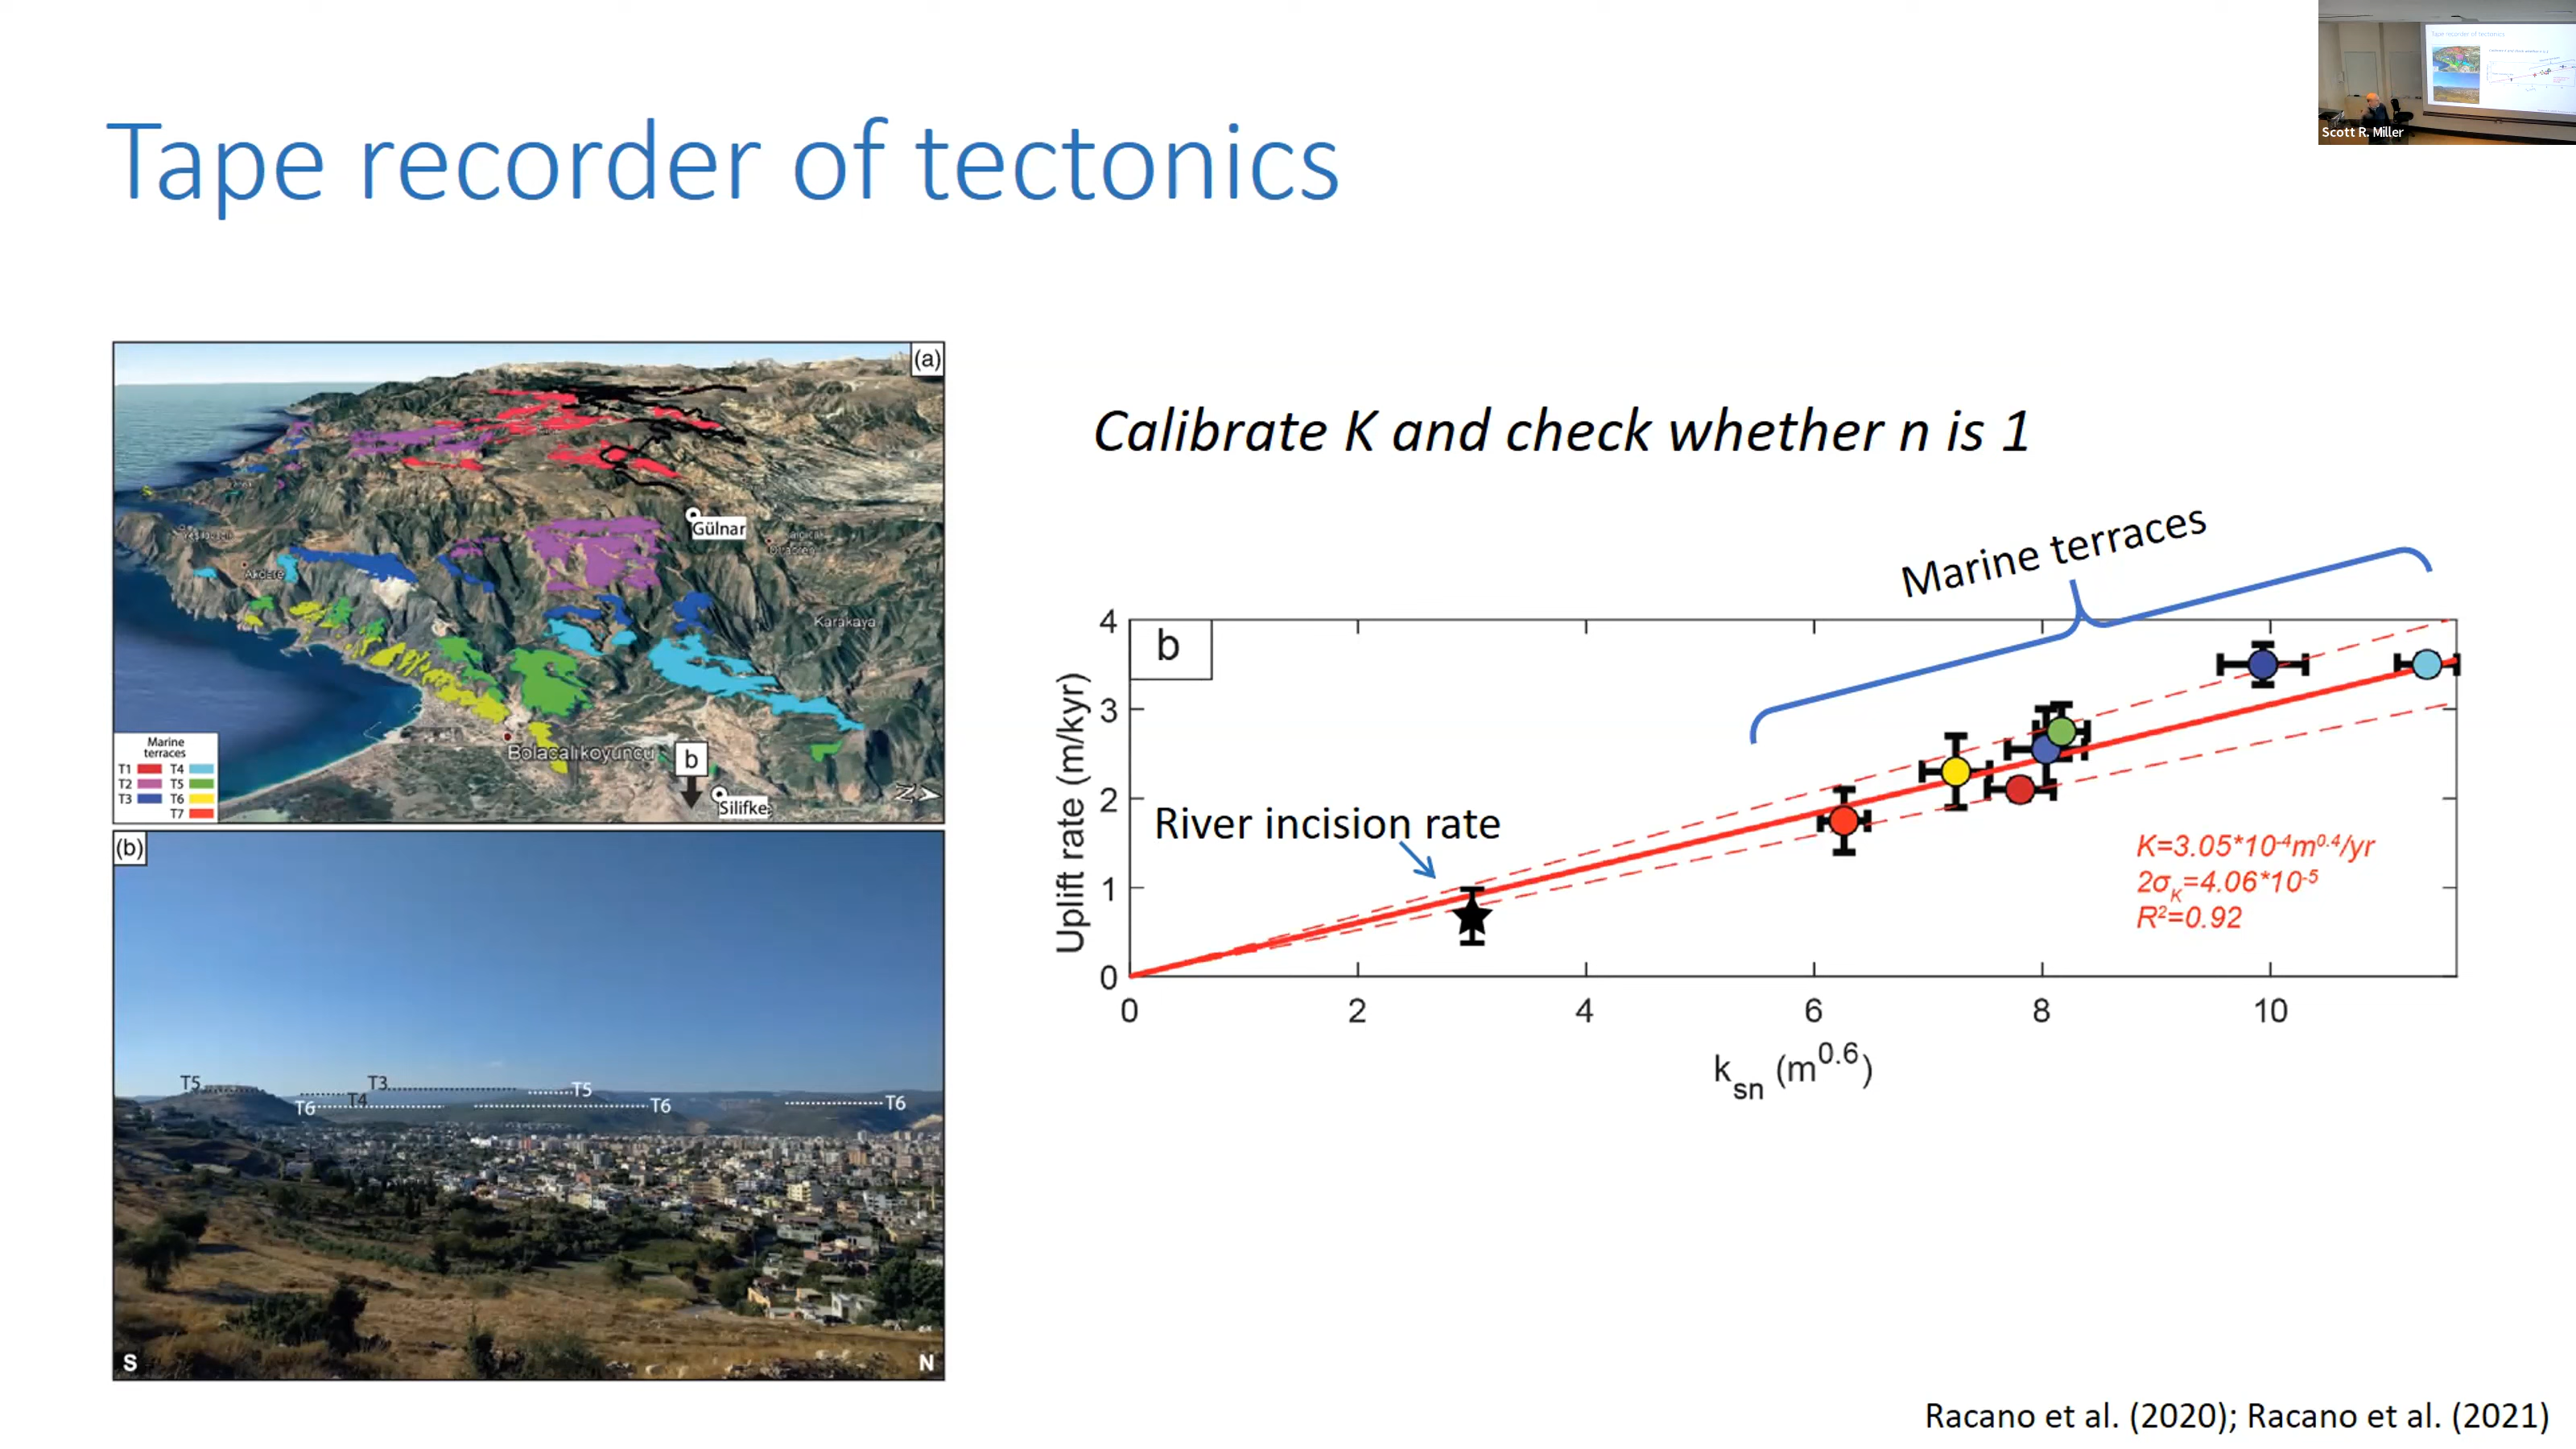 Tape recorder of tectonics
Scott R. Miller
(a)
Gülnar
Akdere
Karakaya
Bolacalıkoyuncu
b
Silifke
N
Marine
terraces
T1 T4
T2 T5
T3 T6
T7
(b)
T5
T3
T4
T6
T5
T6
T6
S
N
Calibrate K and check whether n is 1
Marine terraces
b
River incision rate
Uplift rate (m/kyr)
4
3
2
1
0
K=3.05*10⁻⁴m⁰·⁴/yr
2σ_K=4.06*10⁻⁵
R²=0.92
0 2 4 6 8 10
k_sn (m⁰·⁶)
Racano et al. (2020); Racano et al. (2021)